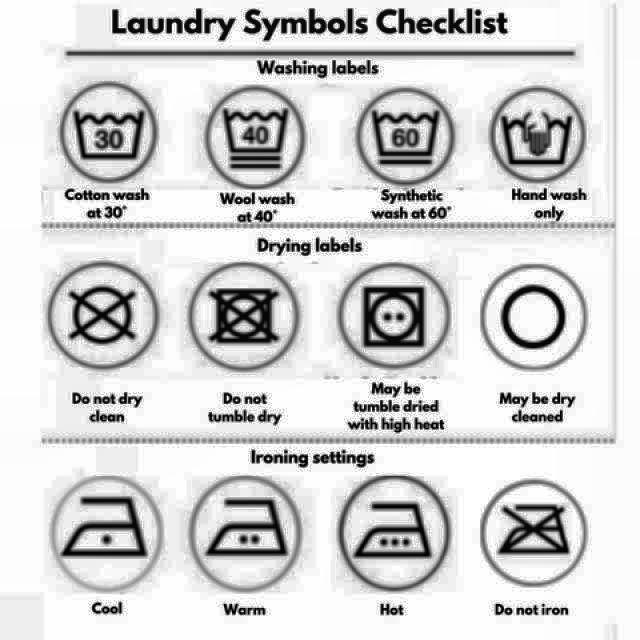 Laundry Symbols Checklist
Washing labels
30
40
60
Cotton wash
at 30°
Wool wash
at 40°
Synthetic
wash at 60°
Hand wash
only
Drying labels
Do not dry
clean
Do not
tumble dry
May be
tumble dried
with high heat
May be dry
cleaned
Ironing settings
Cool
Warm
Hot
Do not iron